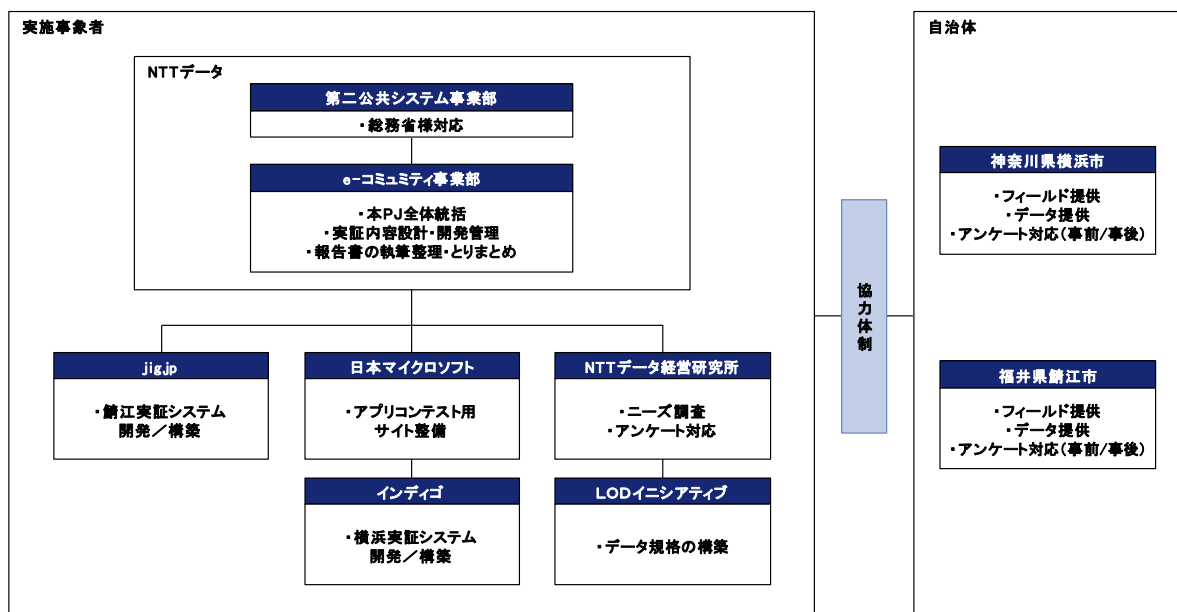 実施事象者
NTTデータ
第二公共システム事業部
・総務省様対応
e-コミュミティ事業部
・本PJ全体統括
・実証内容設計・開発管理
・報告書の執筆整理・とりまとめ
jigjp
・鯖江実証システム
開発／構築
日本マイクロソフト
・アプリコンテスト用
サイト整備
NTTデータ経営研究所
・ニーズ調査
・アンケート対応
インディゴ
・横浜実証システム
開発／構築
LODイニシアティブ
・データ規格の構築
協力体制
自治体
神奈川県横浜市
・フィールド提供
・データ提供
・アンケート対応（事前/事後）
福井県鯖江市
・フィールド提供
・データ提供
・アンケート対応（事前/事後）